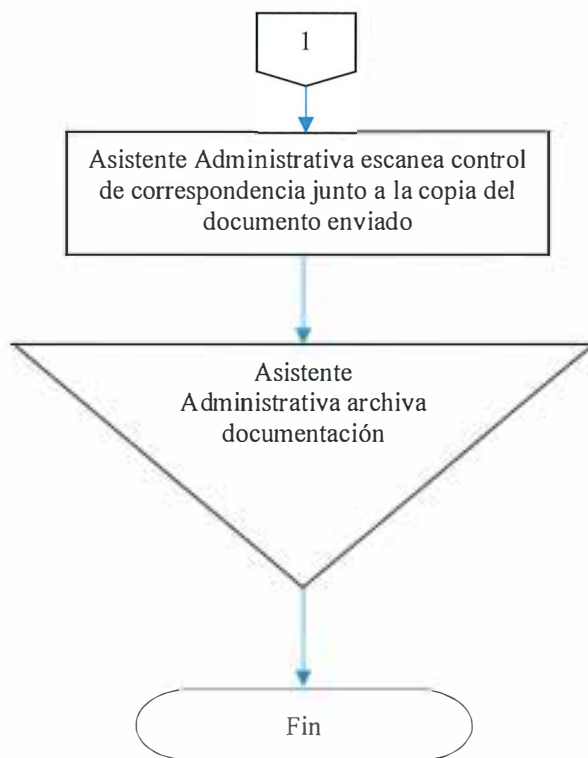 1
Asistente Administrativa escanea control
de correspondencia junto a la copia del
documento enviado
Asistente
Administrativa archiva
documentación
Fin